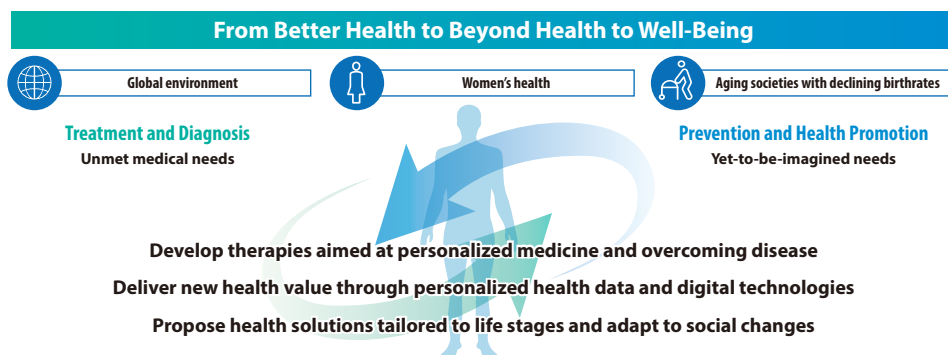 From Better Health to Beyond Health to Well-Being
Global environment
Women's health
Aging societies with declining birthrates
Treatment and Diagnosis
Unmet medical needs
Prevention and Health Promotion
Yet-to-be-imagined needs
Develop therapies aimed at personalized medicine and overcoming disease
Deliver new health value through personalized health data and digital technologies
Propose health solutions tailored to life stages and adapt to social changes